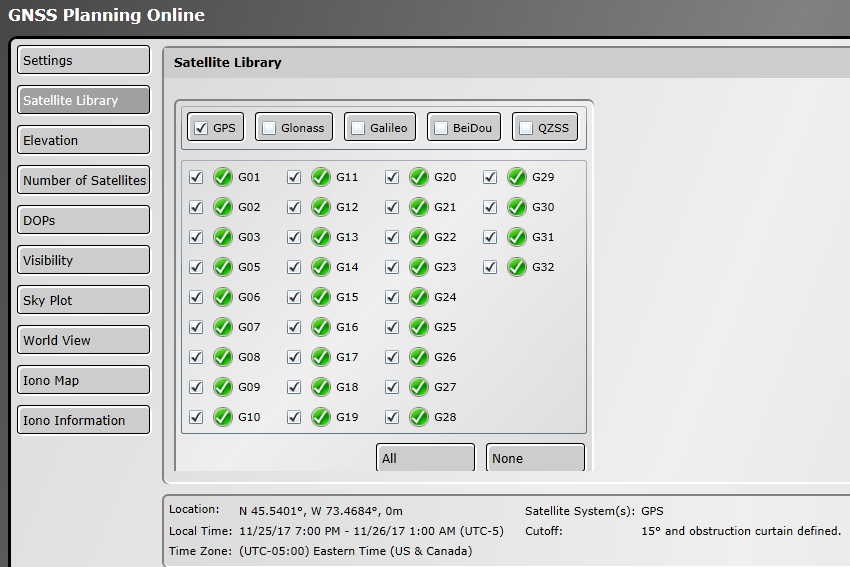 GNSS Planning Online
Settings
Satellite Library
Elevation
Number of Satellites
DOPs
Visibility
Sky Plot
World View
Iono Map
Iono Information
Satellite Library
GPS Glonass Galileo BeiDou QZSS
G01 G11 G20 G29
G02 G12 G21 G30
G03 G13 G22 G31
G05 G14 G23 G32
G06 G15 G24
G07 G16 G25
G08 G17 G26
G09 G18 G27
G10 G19 G28
All None
Location: N 45.5401°, W 73.4684°, 0m Satellite System(s): GPS
Local Time: 11/25/17 7:00 PM - 11/26/17 1:00 AM (UTC-5) Cutoff: 15° and obstruction curtain defined.
Time Zone: (UTC-05:00) Eastern Time (US & Canada)